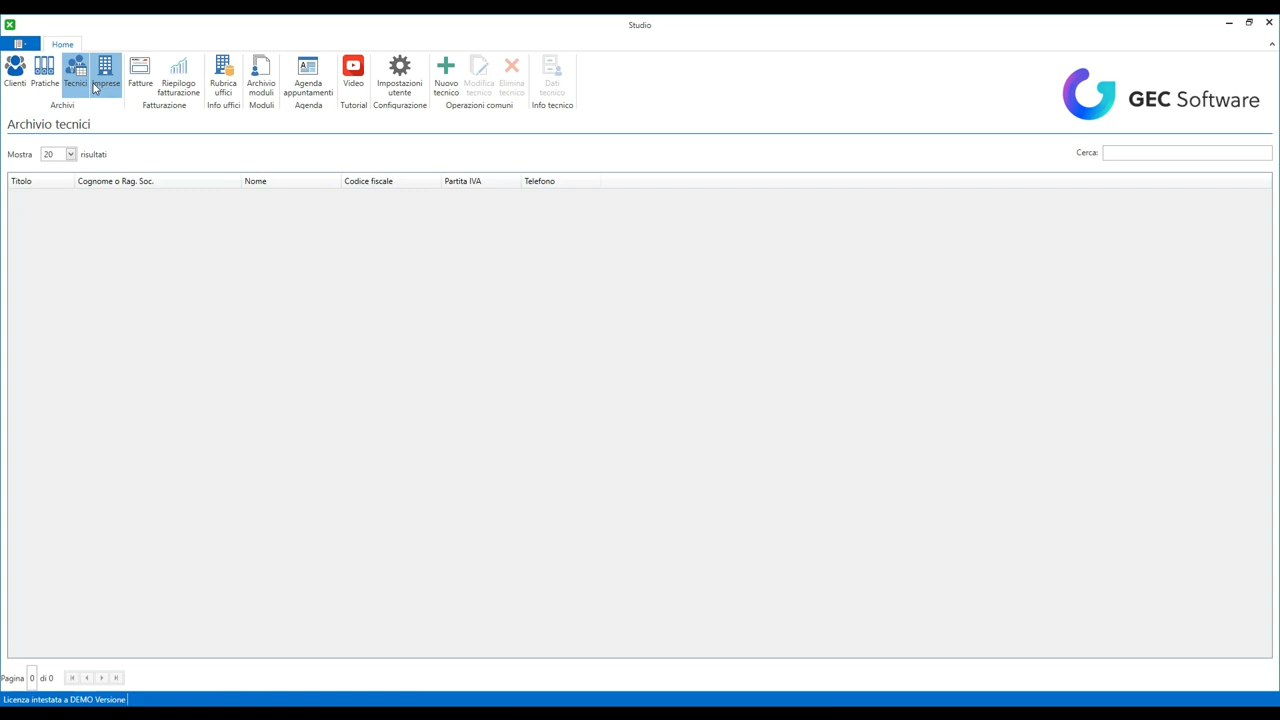 Studio
Home
Clienti
Pratiche
Tecnici
Imprese
Fatture
Riepilogo
fatturazione
Rubrica
uffici
Archivio
moduli
Agenda
appuntamenti
Video
Impostazioni
utente
Nuovo
tecnico
Modifica
tecnico
Elimina
tecnico
Dati
tecnico
Archivi
Fatturazione
Info uffici
Moduli
Agenda
Tutorial
Configurazione
Operazioni comuni
Info tecnico
GEC Software
Archivio tecnici
Mostra 20 risultati
Cerca:
Titolo Cognome o Rag. Soc. Nome Codice fiscale Partita IVA Telefono
Pagina 0 di 0
Licenza intestata a DEMO Versione